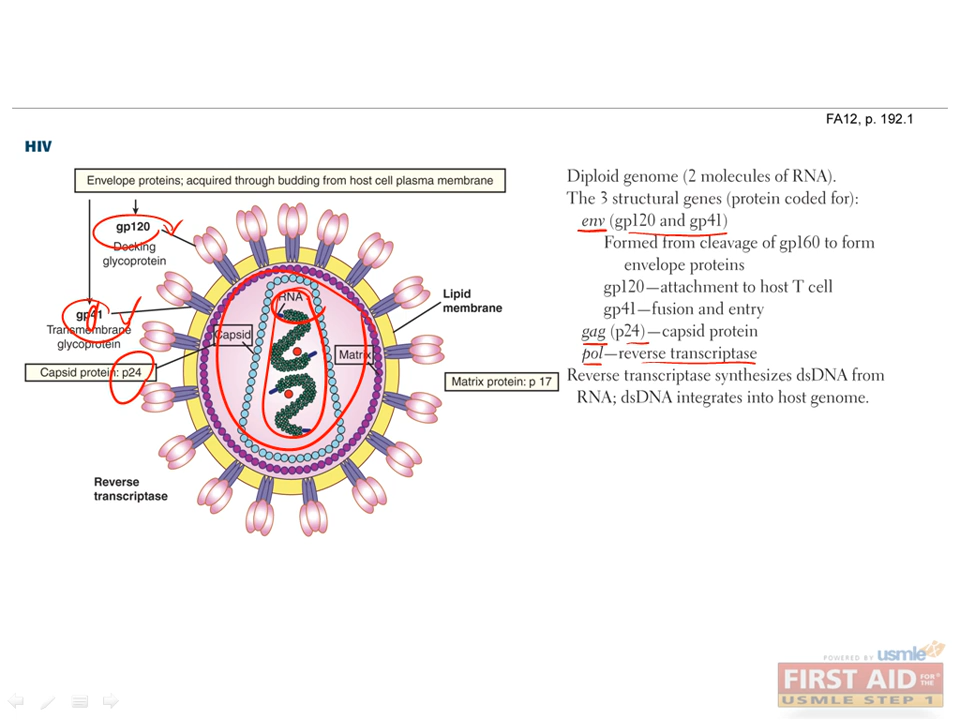 FA12, p. 192.1
HIV
Envelope proteins; acquired through budding from host cell plasma membrane
gp120
Docking
glycoprotein
gp41
Transmembrane
glycoprotein
Capsid protein: p24
Reverse
transcriptase
RNA
Capsid
Matrix
Lipid
membrane
Matrix protein: p 17
Diploid genome (2 molecules of RNA).
The 3 structural genes (protein coded for):
env (gp120 and gp41)
Formed from cleavage of gp160 to form
envelope proteins
gp120—attachment to host T cell
gp41—fusion and entry
gag (p24)—capsid protein
pol—reverse transcriptase
Reverse transcriptase synthesizes dsDNA from
RNA; dsDNA integrates into host genome.
POWERED BY usmle
FIRST AID FOR THE
USMLE STEP 1